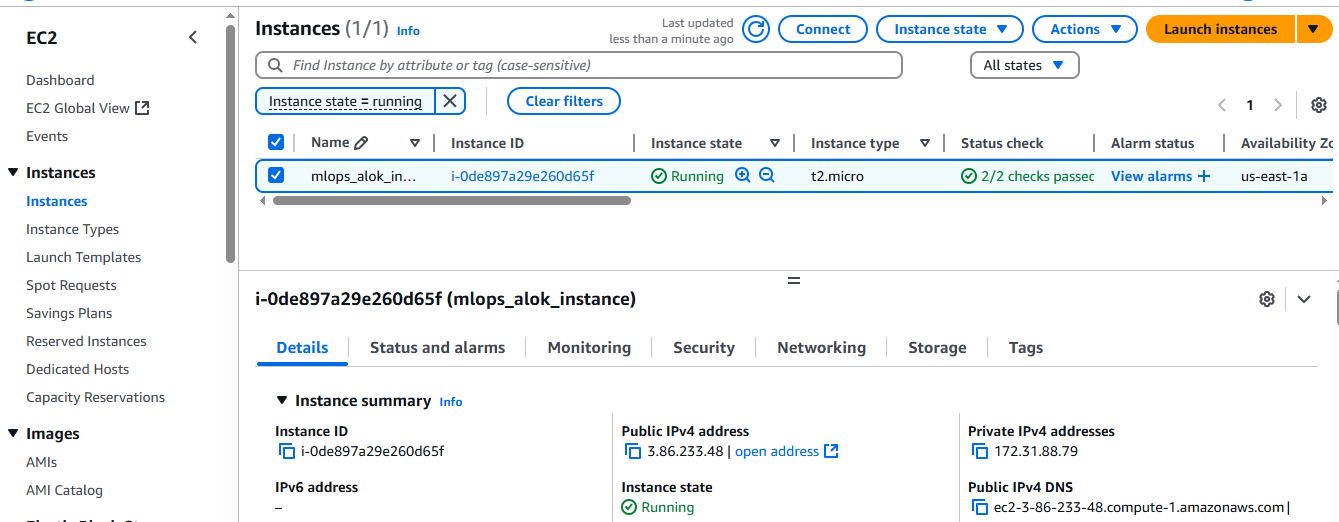 EC2
Dashboard
EC2 Global View
Events
Instances
Instances
Instance Types
Launch Templates
Spot Requests
Savings Plans
Reserved Instances
Dedicated Hosts
Capacity Reservations
Images
AMIs
AMI Catalog
Instances (1/1) Info
Last updated
less than a minute ago
Connect
Instance state
Actions
Launch instances
Find Instance by attribute or tag (case-sensitive)
All states
Instance state = running
Clear filters
1
Name Instance ID Instance state Instance type Status check Alarm status Availability Zo
mlops_alok_in... i-0de897a29e260d65f Running t2.micro 2/2 checks passec View alarms + us-east-1a
i-0de897a29e260d65f (mlops_alok_instance)
Details Status and alarms Monitoring Security Networking Storage Tags
Instance summary Info
Instance ID
i-0de897a29e260d65f
Public IPv4 address
3.86.233.48 | open address
Private IPv4 addresses
172.31.88.79
IPv6 address
–
Instance state
Running
Public IPv4 DNS
ec2-3-86-233-48.compute-1.amazonaws.com |